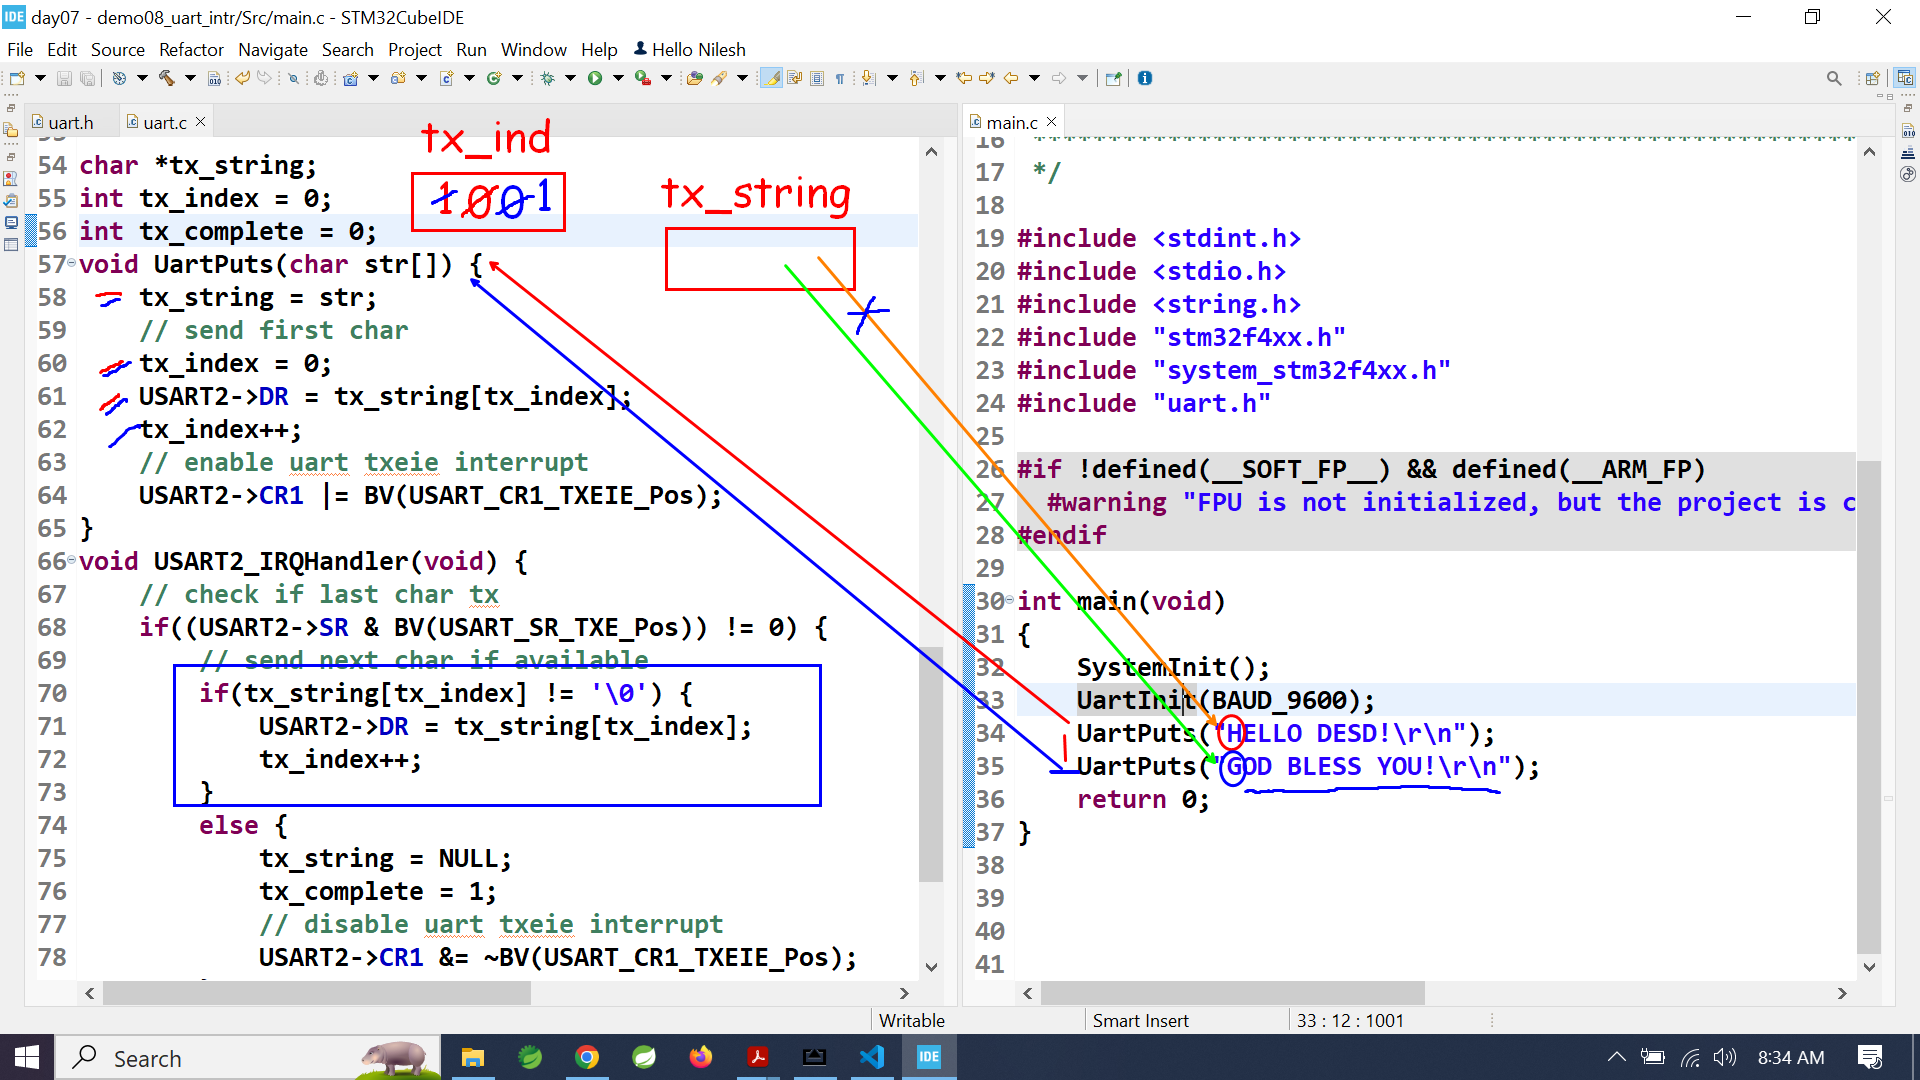 IDE day07 - demo08_uart_intr/Src/main.c - STM32CubeIDE
File Edit Source Refactor Navigate Search Project Run Window Help Hello Nilesh
uart.h
uart.c
tx_ind
1 0 0 1
tx_string
54 char *tx_string;
55 int tx_index = 0;
56 int tx_complete = 0;
57 void UartPuts(char str[]) {
58 tx_string = str;
59 // send first char
60 tx_index = 0;
61 USART2->DR = tx_string[tx_index];
62 tx_index++;
63 // enable uart txeie interrupt
64 USART2->CR1 |= BV(USART_CR1_TXEIE_Pos);
65 }
66 void USART2_IRQHandler(void) {
67 // check if last char tx
68 if((USART2->SR & BV(USART_SR_TXE_Pos)) != 0) {
69 // send next char if available
70 if(tx_string[tx_index] != '\0') {
71 USART2->DR = tx_string[tx_index];
72 tx_index++;
73 }
74 else {
75 tx_string = NULL;
76 tx_complete = 1;
77 // disable uart txeie interrupt
78 USART2->CR1 &= ~BV(USART_CR1_TXEIE_Pos);
main.c
16 ********************************************************
17 */
18
19 #include <stdint.h>
20 #include <stdio.h>
21 #include <string.h>
22 #include "stm32f4xx.h"
23 #include "system_stm32f4xx.h"
24 #include "uart.h"
25
26 #if !defined(__SOFT_FP__) && defined(__ARM_FP)
27 #warning "FPU is not initialized, but the project is c
28 #endif
29
30 int main(void)
31 {
32 SystemInit();
33 UartInit(BAUD_9600);
34 UartPuts("HELLO DESD!\r\n");
35 UartPuts("GOD BLESS YOU!\r\n");
36 return 0;
37 }
38
39
40
41
Writable
Smart Insert
33 : 12 : 1001
Search
IDE
8:34 AM